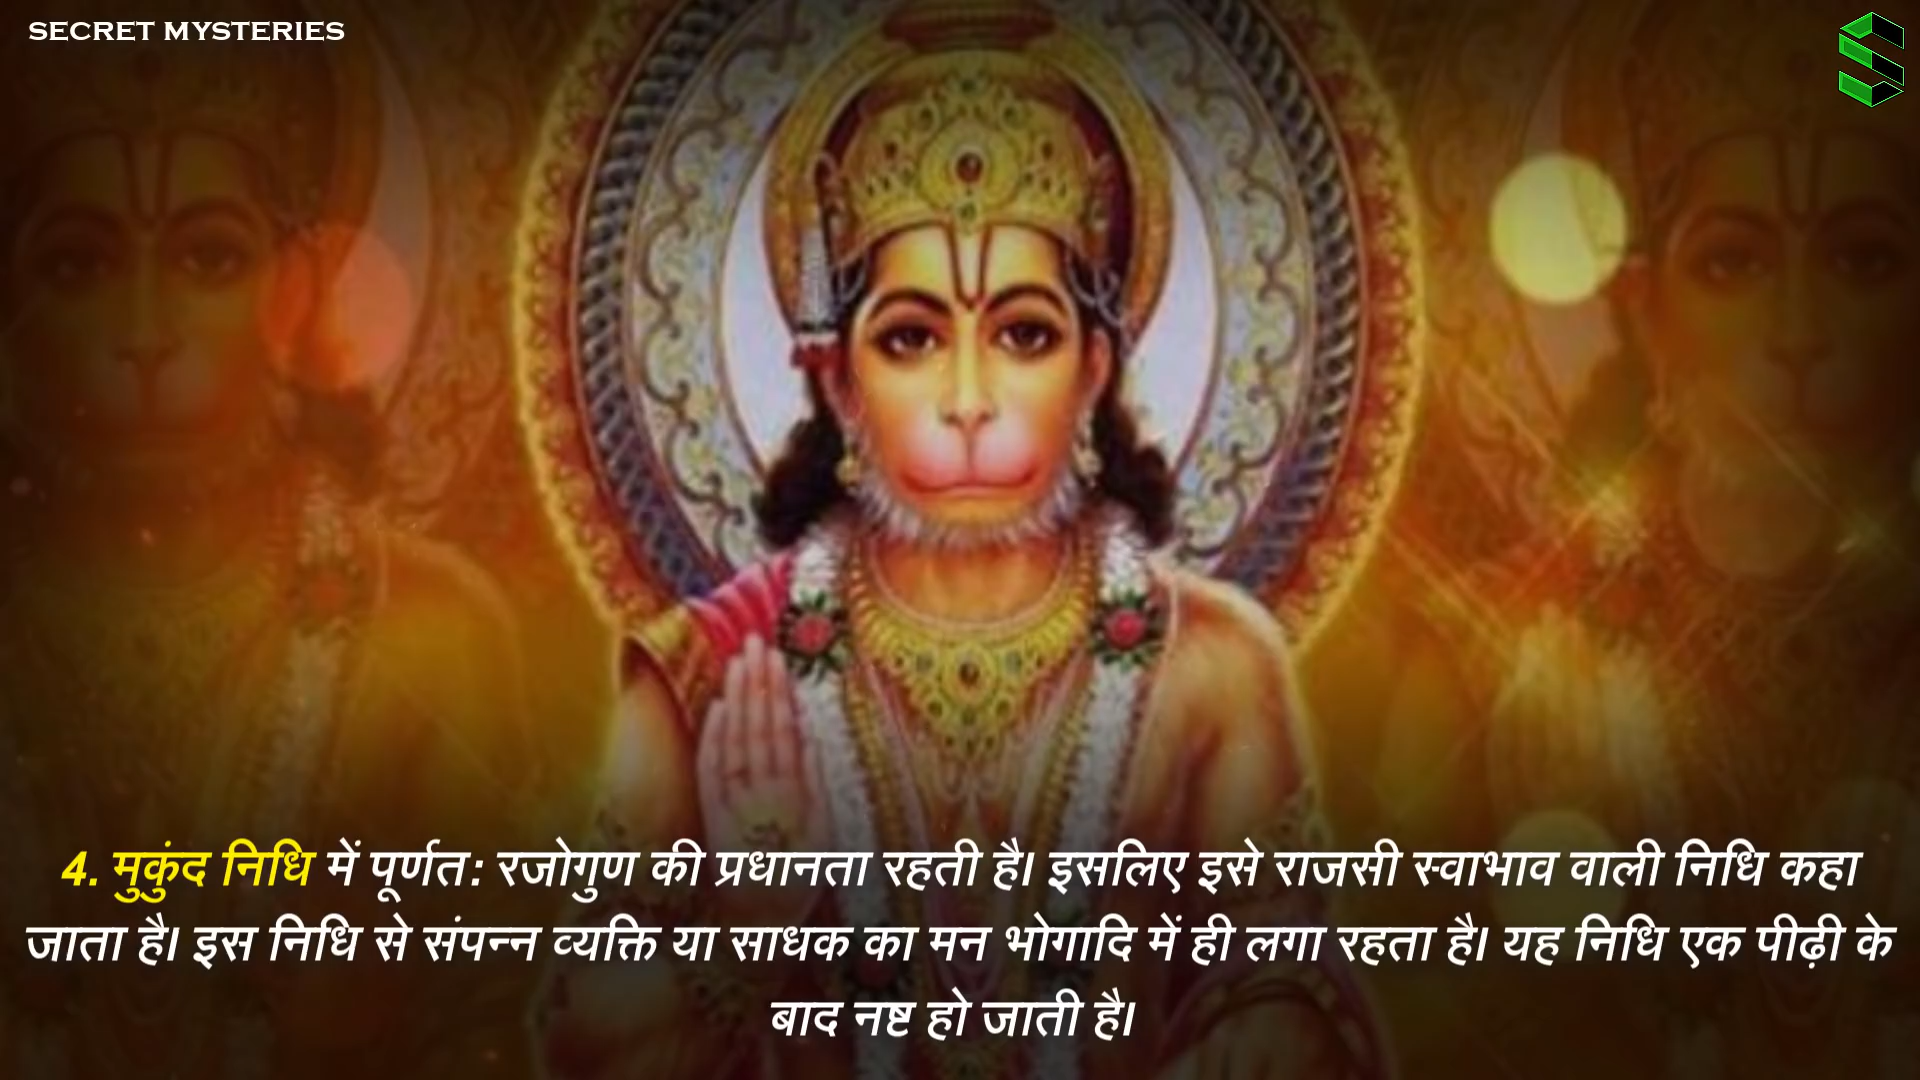 SECRET MYSTERIES
4. मुकुंद निधि में पूर्णत: रजोगुण की प्रधानता रहती है। इसलिए इसे राजसी स्वाभाव वाली निधि कहा
जाता है। इस निधि से संपन्न व्यक्ति या साधक का मन भोगादि में ही लगा रहता है। यह निधि एक पीढ़ी के
बाद नष्ट हो जाती है।